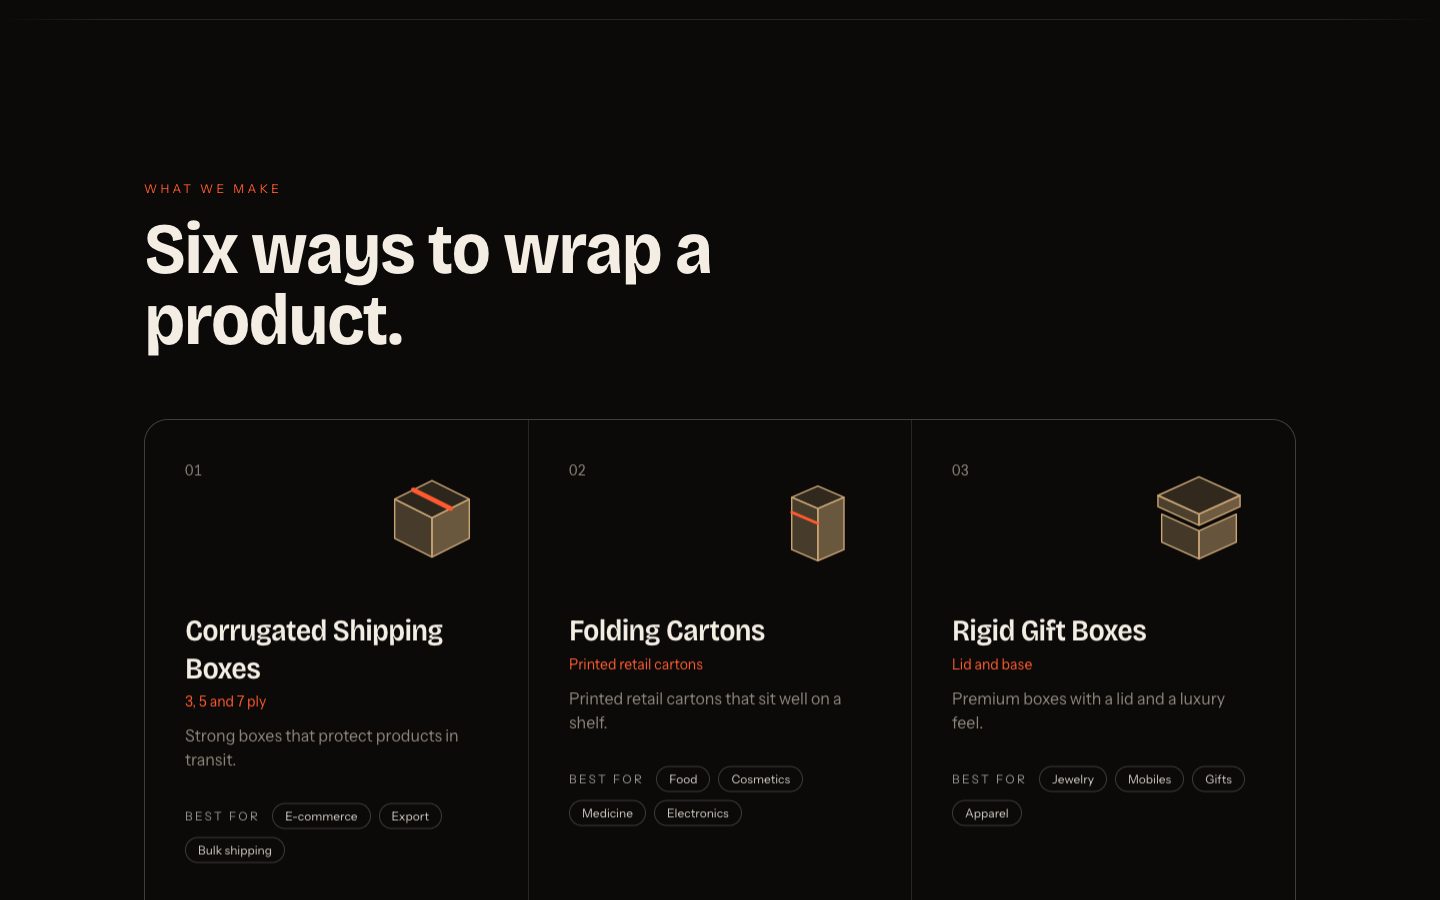 WHAT WE MAKE
Six ways to wrap a
product.
01
Corrugated Shipping
Boxes
3, 5 and 7 ply
Strong boxes that protect products in
transit.
BEST FOR E-commerce Export
Bulk shipping
02
Folding Cartons
Printed retail cartons
Printed retail cartons that sit well on a
shelf.
BEST FOR Food Cosmetics
Medicine Electronics
03
Rigid Gift Boxes
Lid and base
Premium boxes with a lid and a luxury
feel.
BEST FOR Jewelry Mobiles Gifts
Apparel